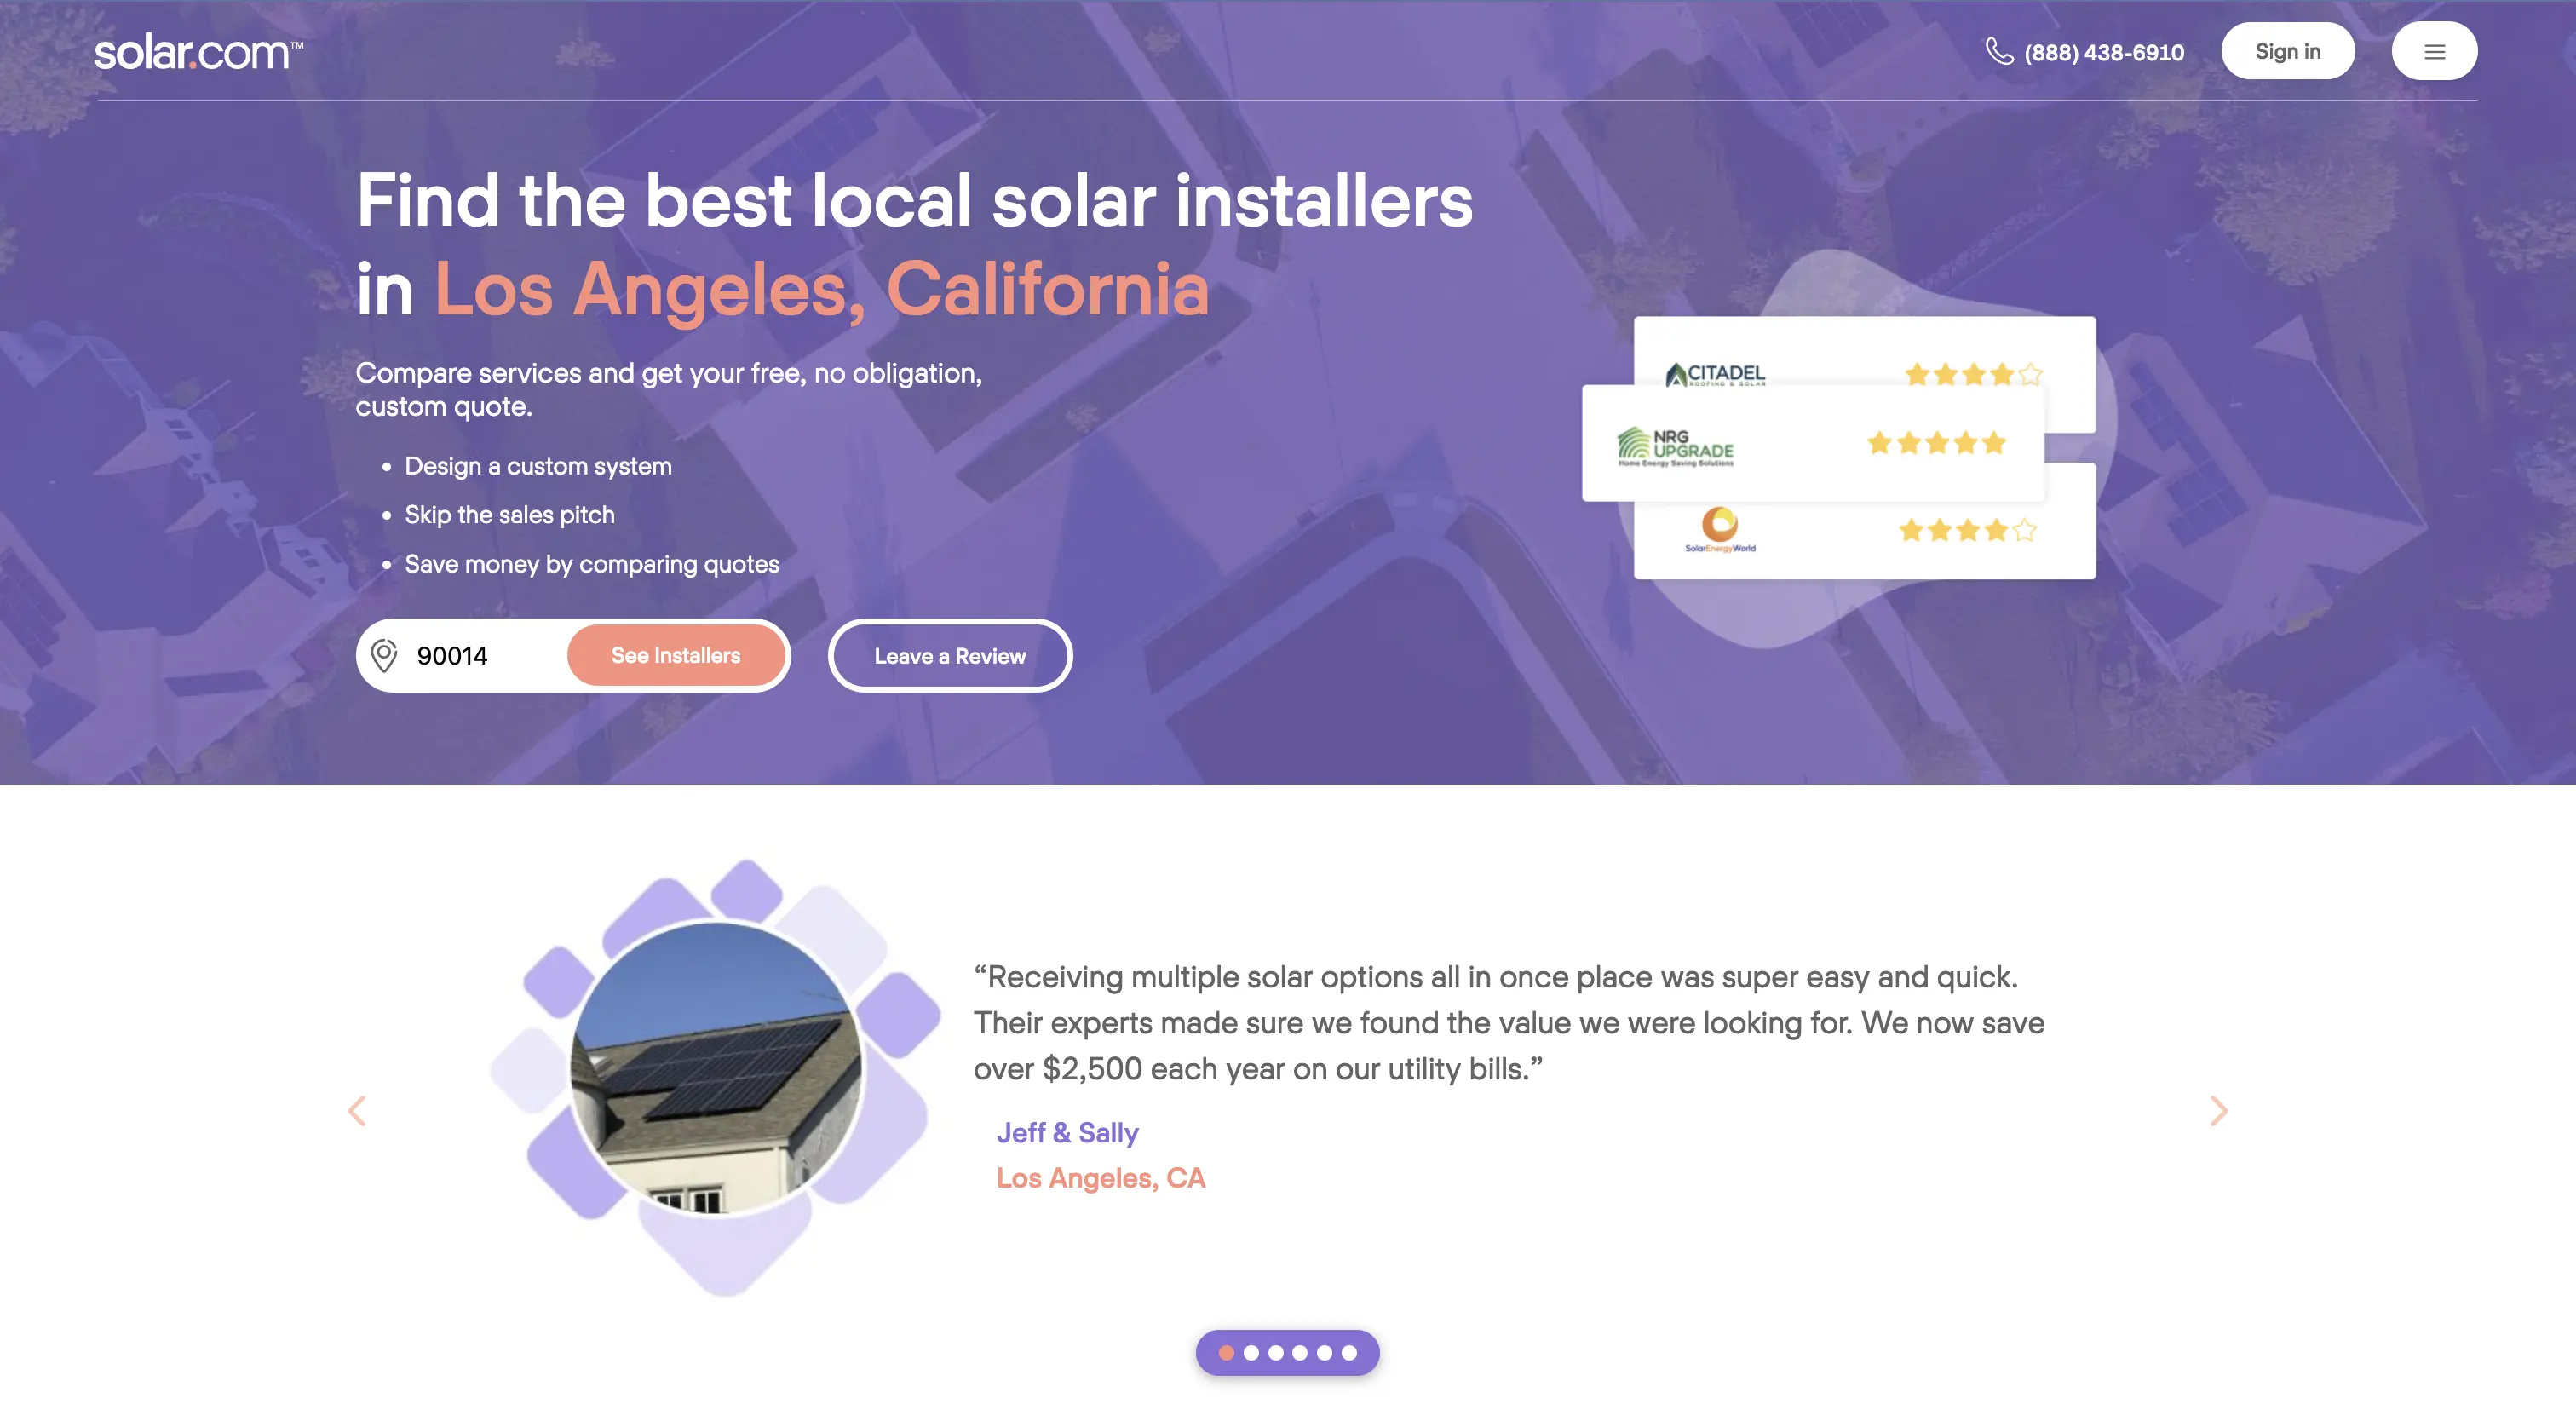 solar.com™
(888) 438-6910
Sign in
Find the best local solar installers
in Los Angeles, California
Compare services and get your free, no obligation,
custom quote.
• Design a custom system
• Skip the sales pitch
• Save money by comparing quotes
90014
See Installers
Leave a Review
CITADEL
ROOFING & SOLAR
NRG
UPGRADE
Home Energy Saving Solutions
SolarEnergyWorld
“Receiving multiple solar options all in once place was super easy and quick.
Their experts made sure we found the value we were looking for. We now save
over $2,500 each year on our utility bills.”
Jeff & Sally
Los Angeles, CA